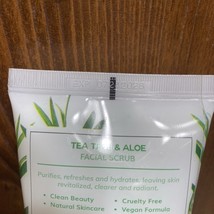 TEA TREE & ALOE
FACIAL SCRUB
Purifies, refreshes and hydrates leaving skin
revitalized, cleaner and radiant.
• Clean Beauty
• Natural Skincare
• Cruelty Free
• Vegan Formula